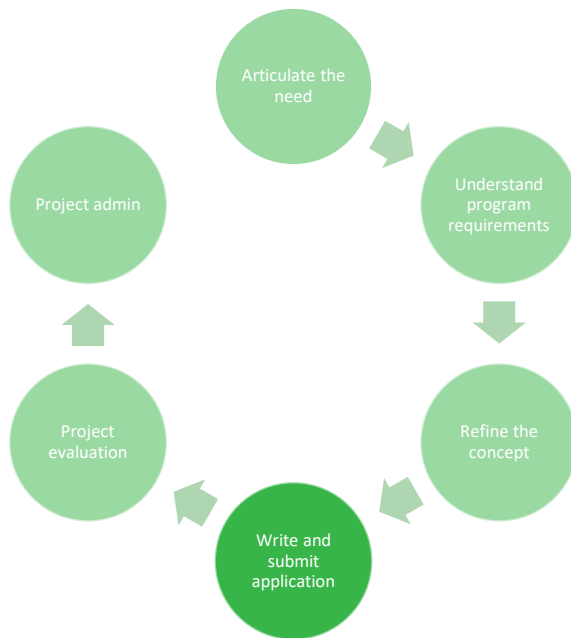 Articulate the
need
Understand
program
requirements
Refine the
concept
Write and
submit
application
Project
evaluation
Project admin